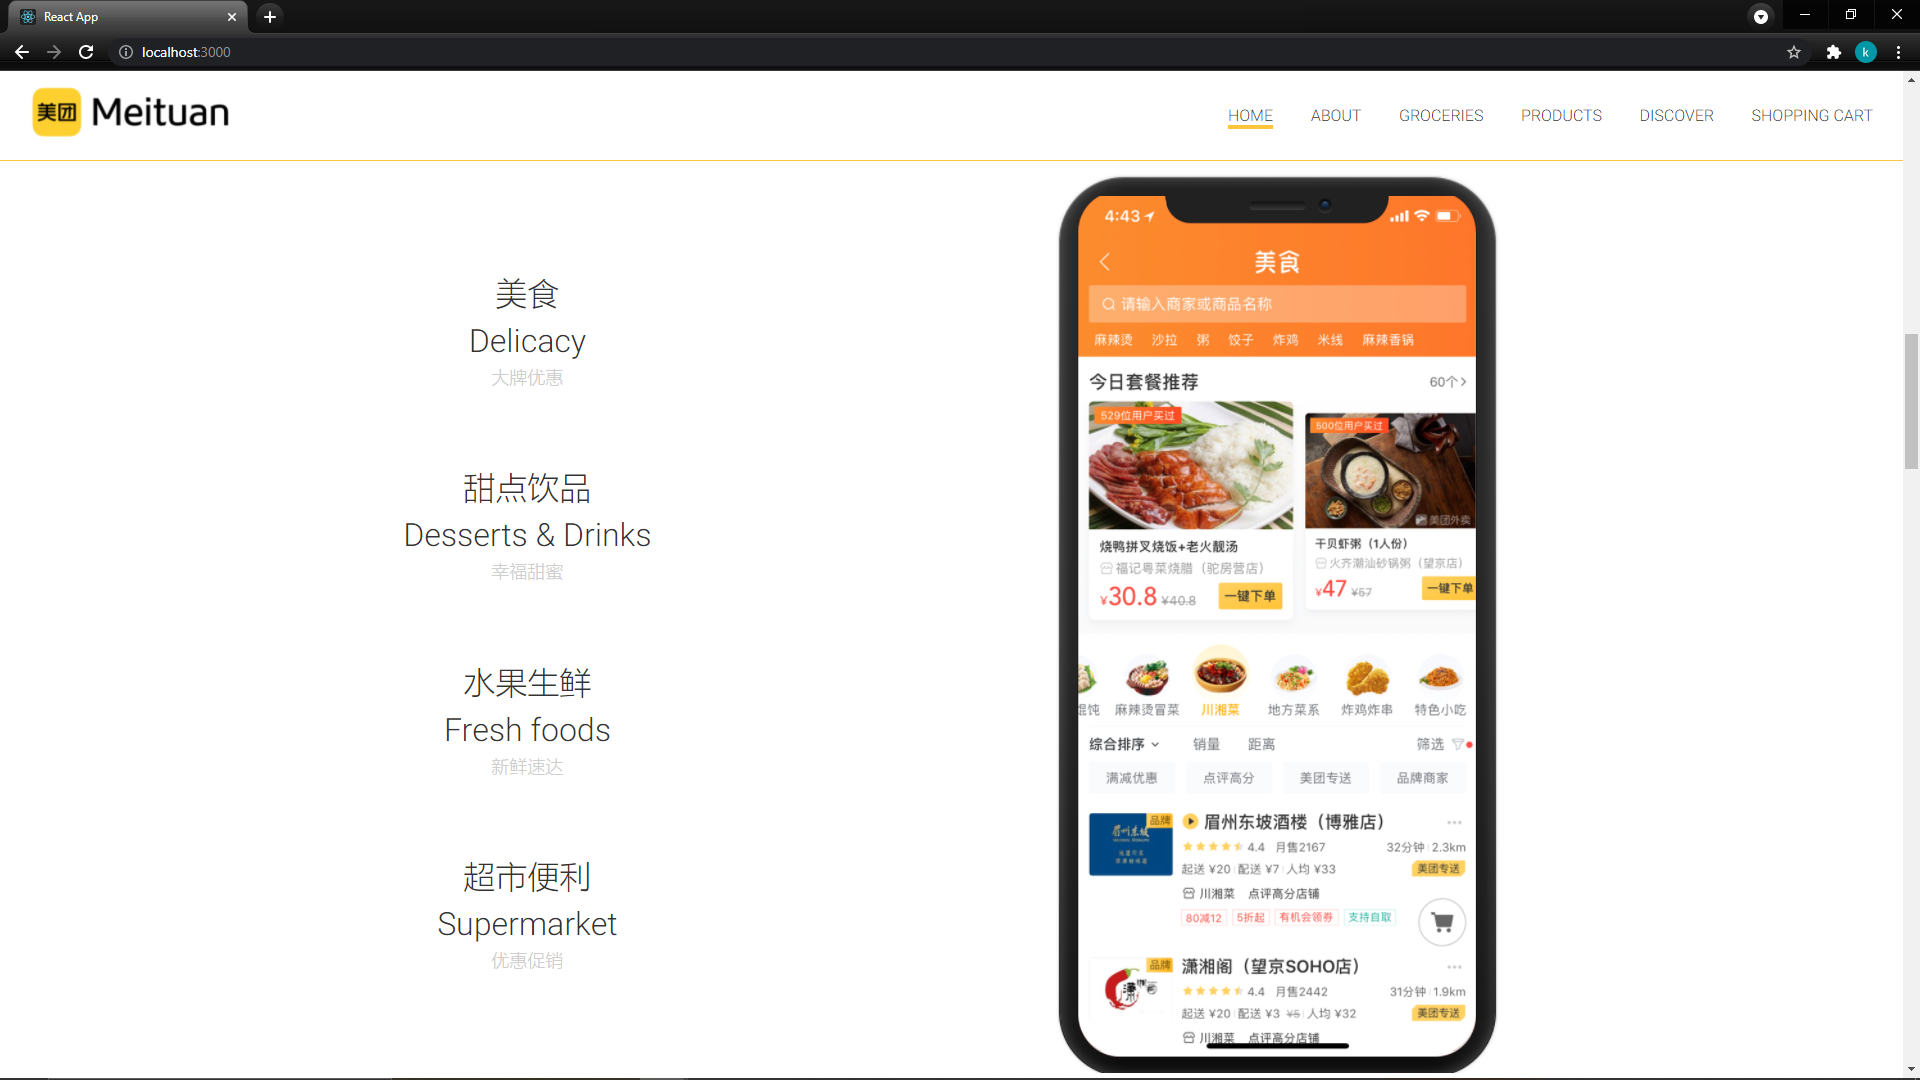 React App
localhost:3000
k
美团 Meituan
HOME ABOUT GROCERIES PRODUCTS DISCOVER SHOPPING CART
美食
Delicacy
大牌优惠
甜点饮品
Desserts & Drinks
幸福甜蜜
水果生鲜
Fresh foods
新鲜速达
超市便利
Supermarket
优惠促销
4:43
美食
请输入商家或商品名称
麻辣烫 沙拉 粥 饺子 炸鸡 米线 麻辣香锅
今日套餐推荐 60个
529位用户买过
烧鸭拼叉烧饭+老火靓汤
福记粤菜烧腊（驼房营店）
¥30.8 ¥40.8 一键下单
500位用户买过
美团外卖
干贝虾粥（1人份）
火齐潮汕砂锅粥（望京店）
¥47 ¥57 一键下单
馄饨 麻辣烫冒菜 川湘菜 地方菜系 炸鸡炸串 特色小吃
综合排序 销量 距离 筛选
满减优惠 点评高分 美团专送 品牌商家
品牌
眉州东坡
眉州东坡酒楼（博雅店）
4.4 月售2167 32分钟 2.3km
起送 ¥20 配送 ¥7 人均 ¥33 美团专送
川湘菜 点评高分店铺
80减12 5折起 有机会领券 支持自取
品牌
潇湘阁（望京SOHO店）
4.4 月售2442 31分钟 1.9km
起送 ¥20 配送 ¥3 ¥5 人均 ¥32 美团专送
川湘菜 点评高分店铺